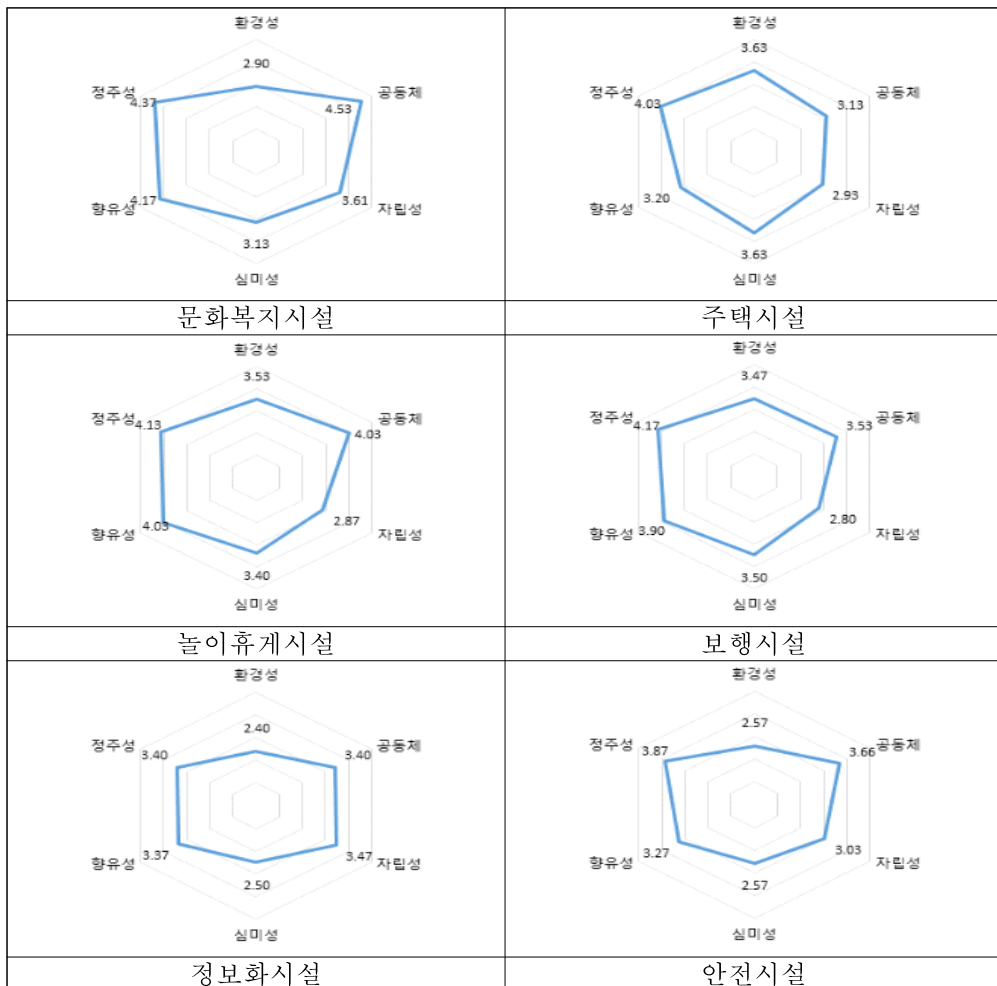 환경성
2.90
정주성
공동체
4.37
4.53
4.17
3.61
향유성
자립성
3.13
심미성
문화복지시설
환경성
3.63
정주성
공동체
4.03
3.13
3.20
2.93
향유성
자립성
3.63
심미성
주택시설
환경성
3.53
정주성
공동체
4.13
4.03
4.03
2.87
향유성
자립성
3.40
심미성
놀이휴게시설
환경성
3.47
정주성
공동체
4.17
3.53
3.90
2.80
향유성
자립성
3.50
심미성
보행시설
환경성
2.40
정주성
공동체
3.40
3.40
3.37
3.47
향유성
자립성
2.50
심미성
정보화시설
환경성
2.57
정주성
공동체
3.87
3.66
3.27
3.03
향유성
자립성
2.57
심미성
안전시설